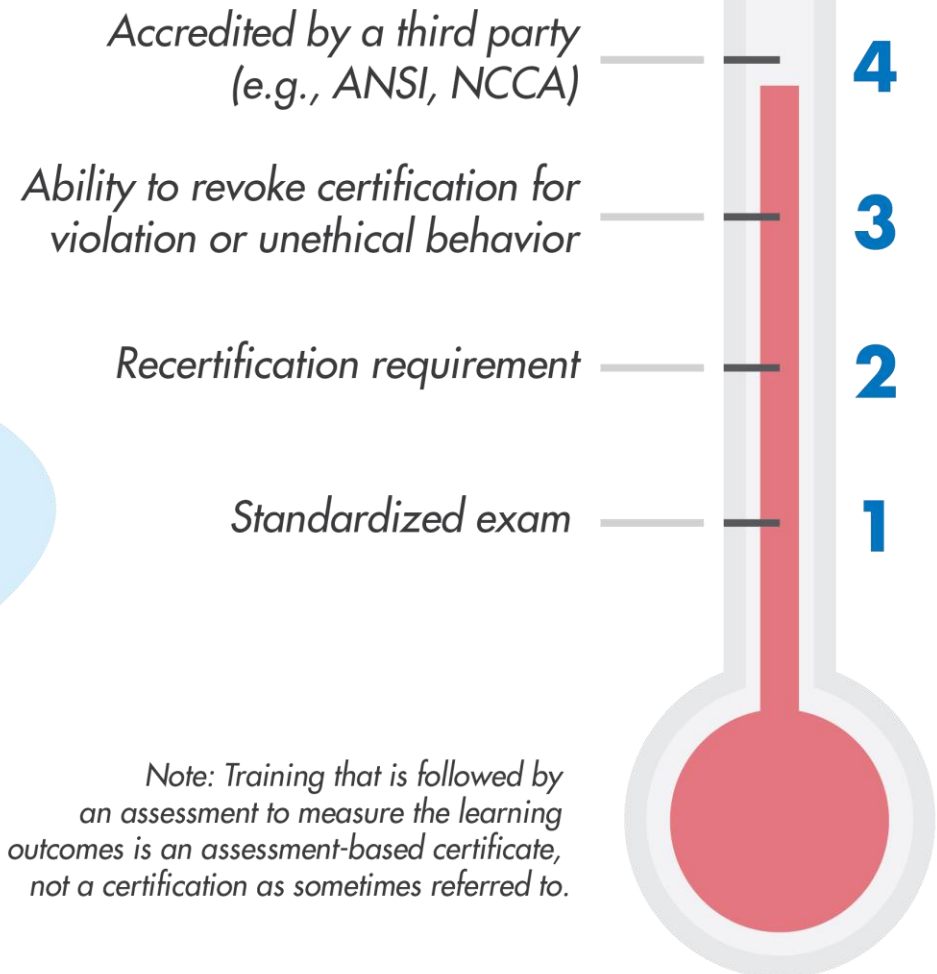 Accredited by a third party
(e.g., ANSI, NCCA)
4
Ability to revoke certification for
violation or unethical behavior
3
Recertification requirement
2
Standardized exam
1
Note: Training that is followed by
an assessment to measure the learning
outcomes is an assessment-based certificate,
not a certification as sometimes referred to.